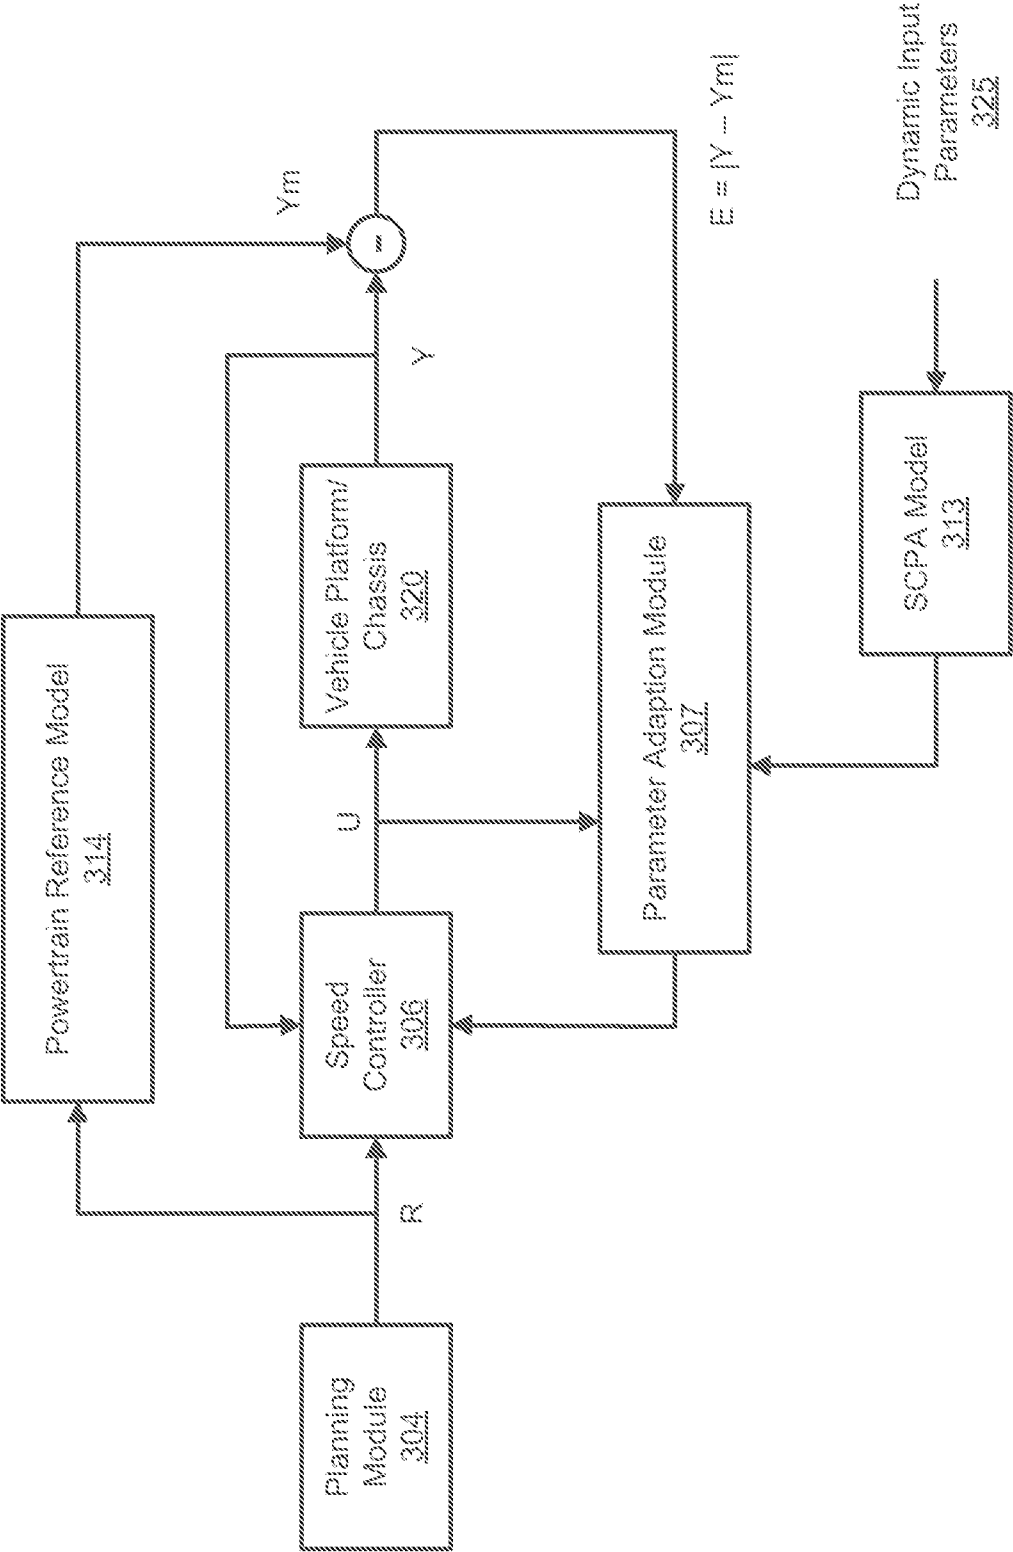 Powertrain Reference Model
314
Ym
Planning
Module
304
R
Speed
Controller
306
U
Vehicle Platform/
Chassis
320
Y
Parameter Adaption Module
307
E = |Y – Ym|
SCPA Model
313
Dynamic Input
Parameters
325